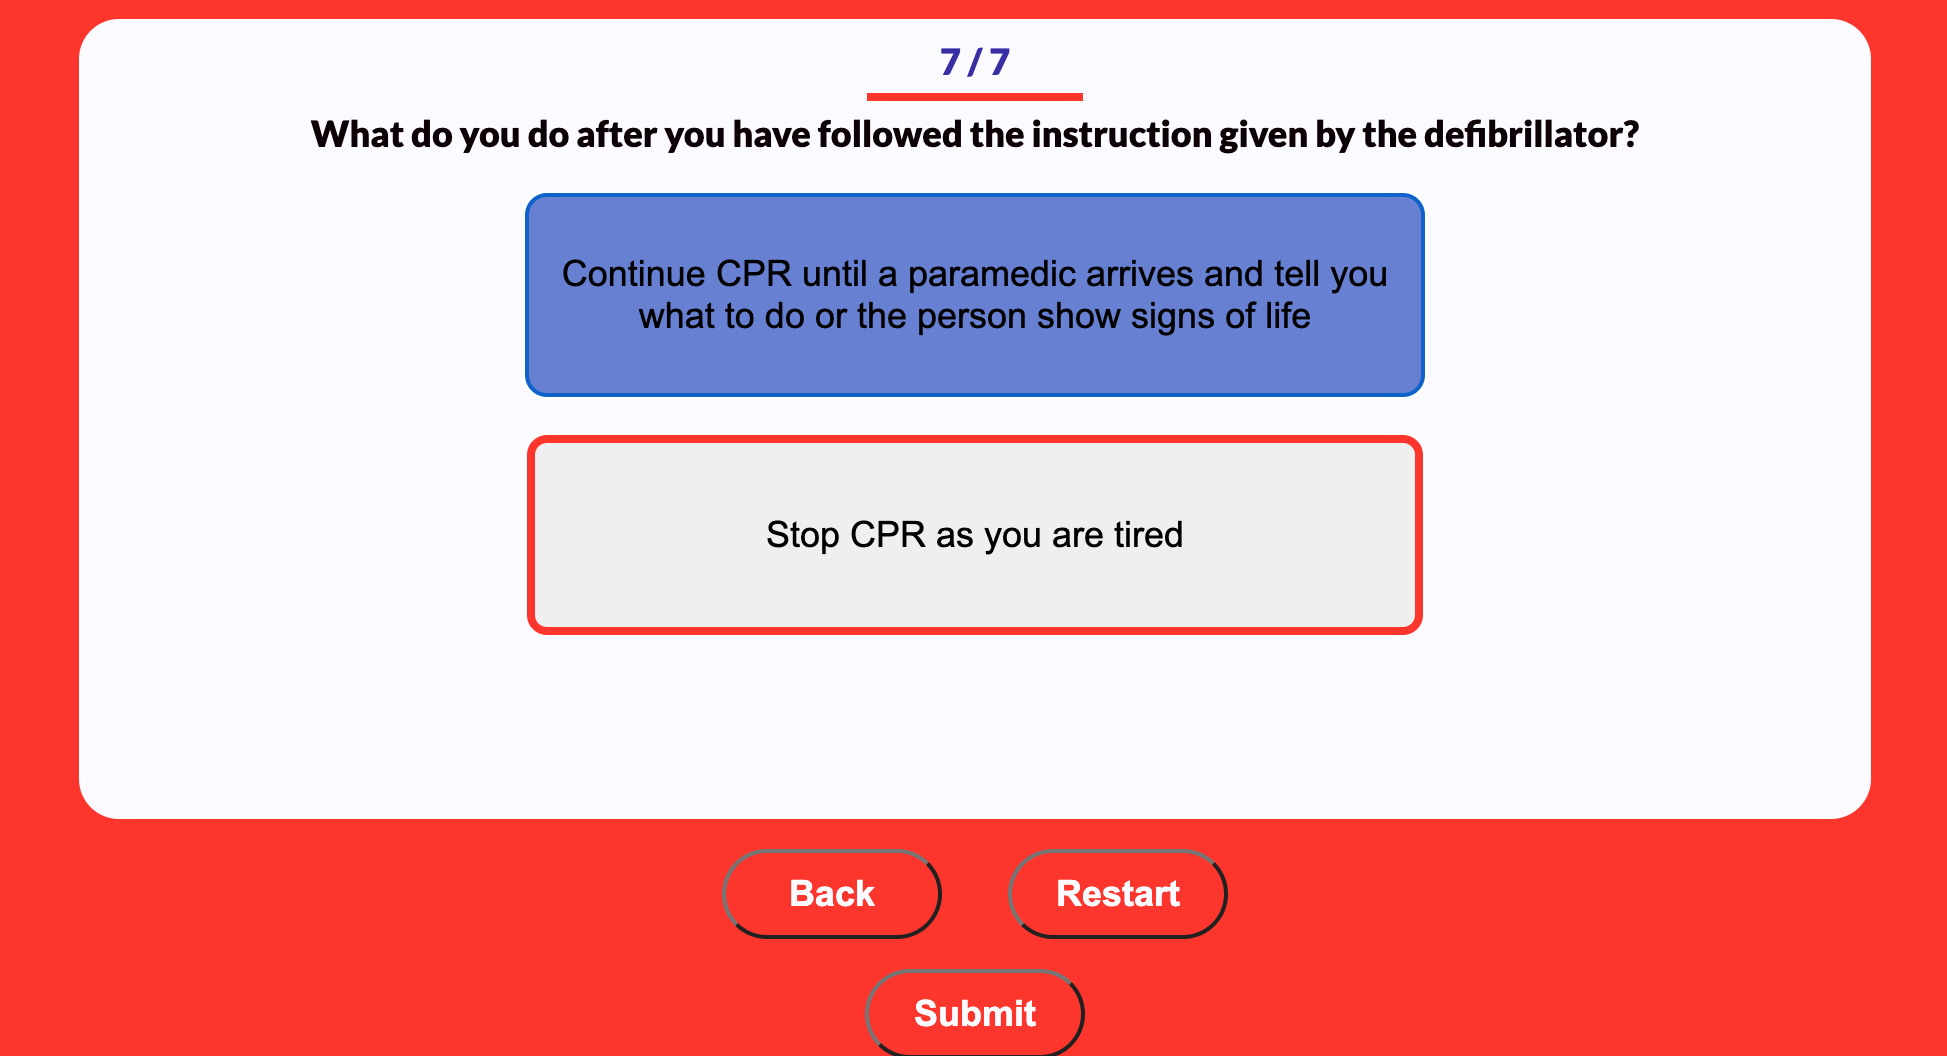 7 / 7
What do you do after you have followed the instruction given by the defibrillator?
Continue CPR until a paramedic arrives and tell you
what to do or the person show signs of life
Stop CPR as you are tired
Back
Restart
Submit